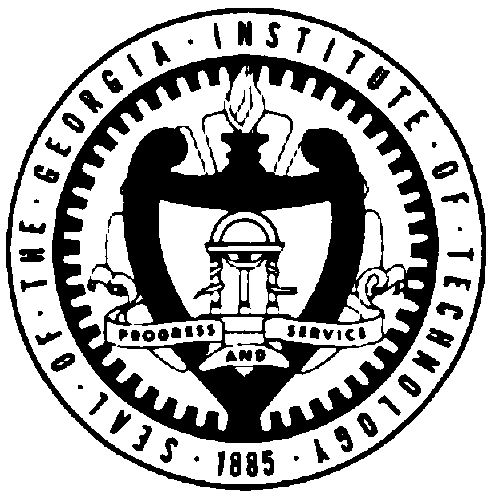 SEAL · OF · THE · GEORGIA · INSTITUTE · OF · TECHNOLOGY ·
PROGRESS
AND
SERVICE
· 1885 ·